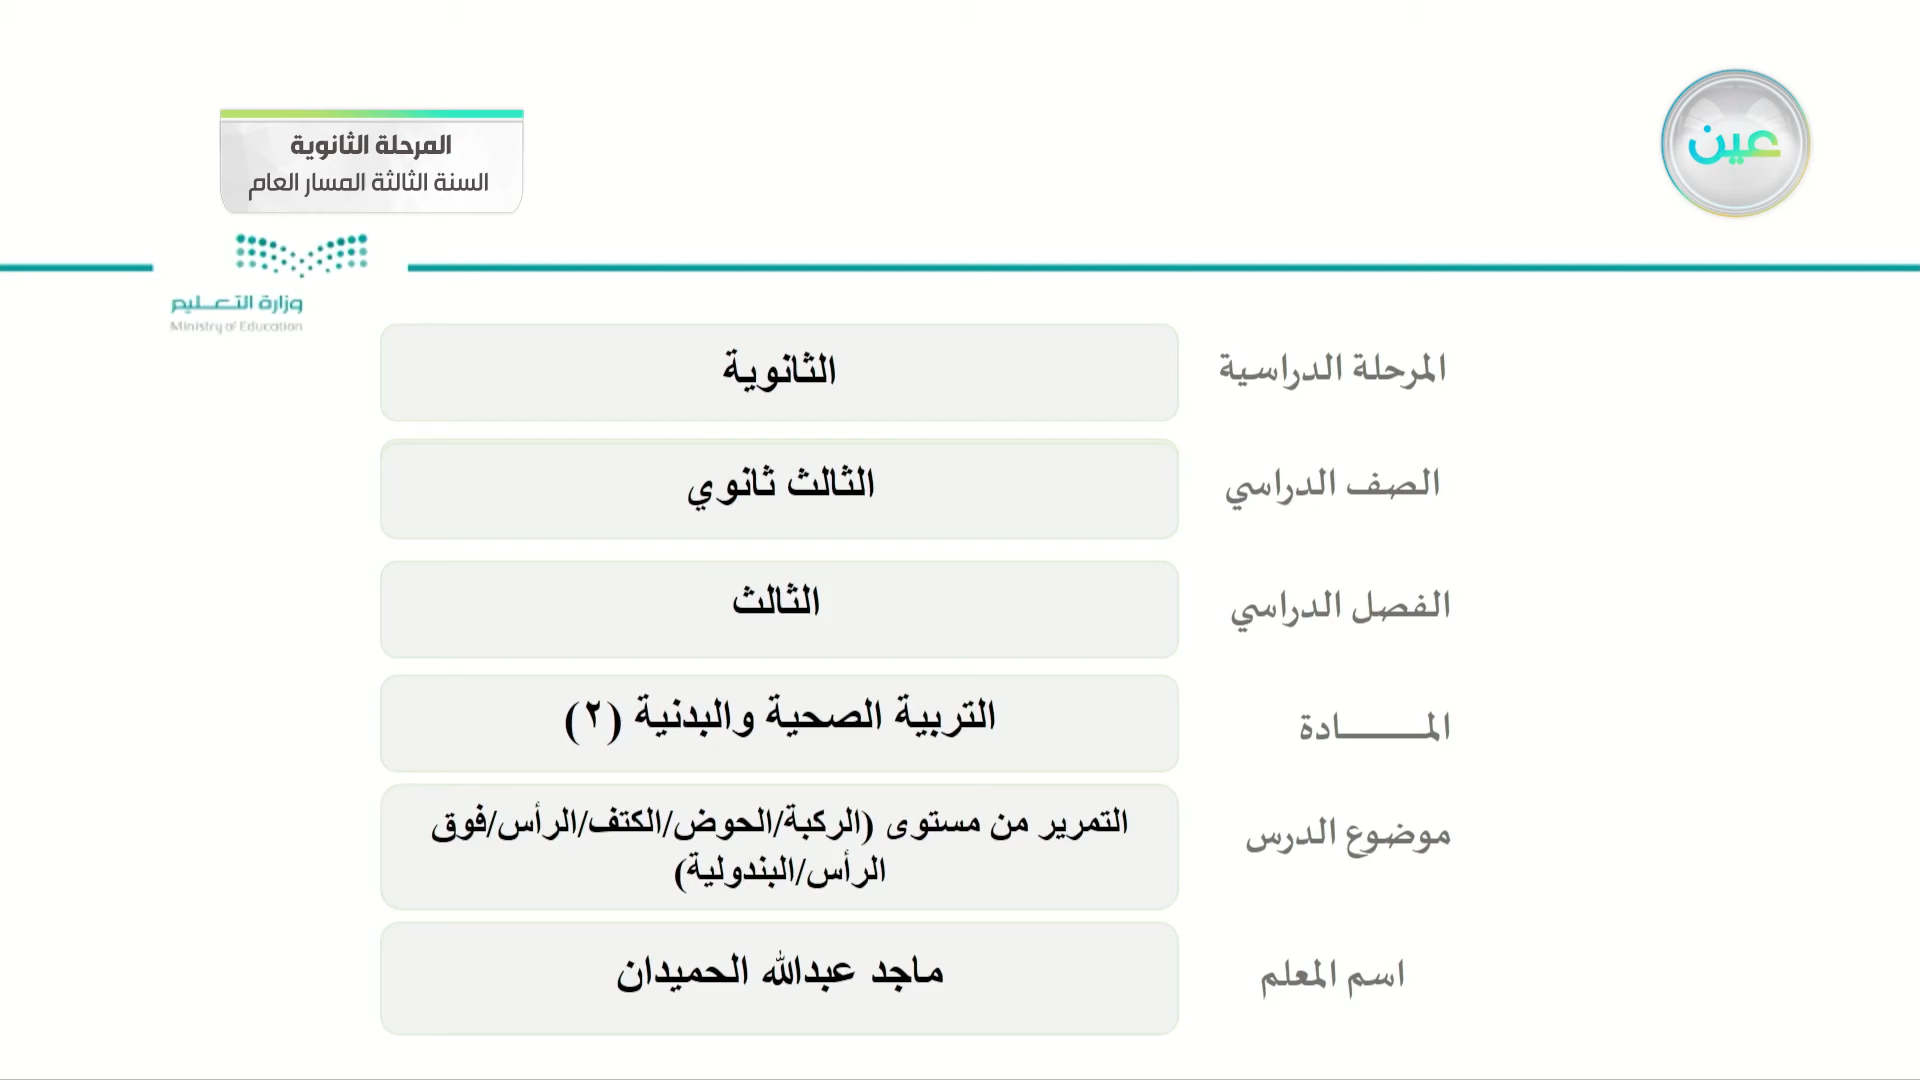 عين
المرحلة الثانوية
السنة الثالثة المسار العام
وزارة التعـــليم
Ministry of Education
المرحلة الدراسية
الثانوية
الصف الدراسي
الثالث ثانوي
الفصل الدراسي
الثالث
المـــــــــادة
التربية الصحية والبدنية (٢)
موضوع الدرس
التمرير من مستوى (الركبة/الحوض/الكتف/الرأس/فوق
الرأس/البندولية)
اسم المعلم
ماجد عبدالله الحميدان